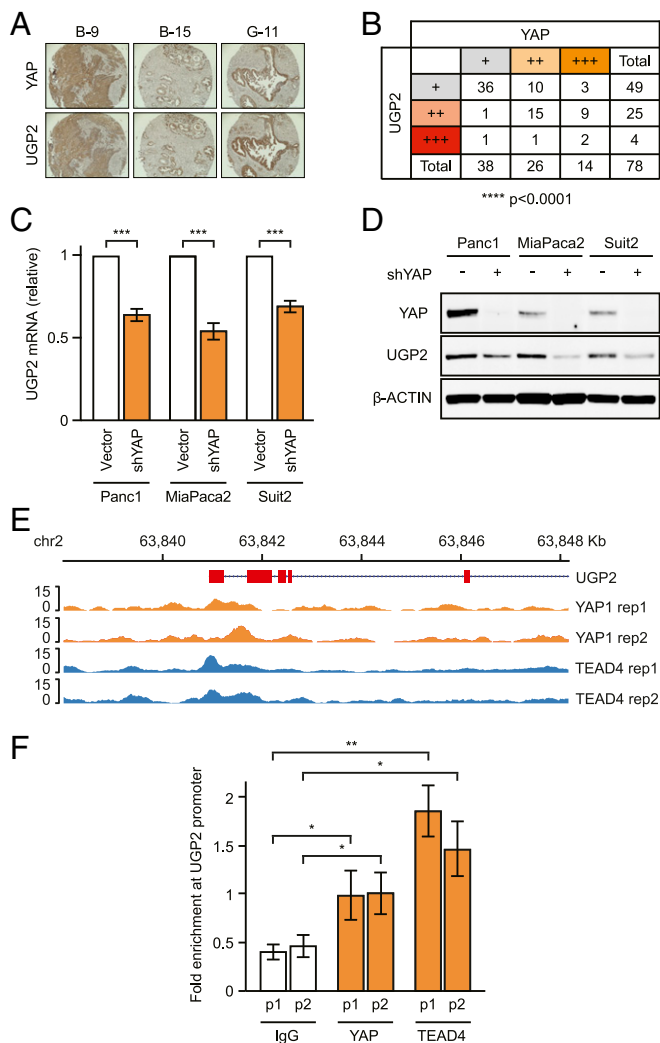 A
B-9 B-15 G-11
YAP
UGP2
B
YAP
+ ++ +++ Total
UGP2
+ 36 10 3 49
++ 1 15 9 25
+++ 1 1 2 4
Total 38 26 14 78
**** p<0.0001
C
*** *** ***
UGP2 mRNA (relative)
1
0.5
0
Vector shYAP Vector shYAP Vector shYAP
Panc1 MiaPaca2 Suit2
D
Panc1 MiaPaca2 Suit2
shYAP - + - + - +
YAP
UGP2
β-ACTIN
E
chr2 63,840 63,842 63,844 63,846 63,848 Kb
UGP2
15
0
YAP1 rep1
15
0
YAP1 rep2
15
0
TEAD4 rep1
15
0
TEAD4 rep2
F
**
*
*
*
Fold enrichment at UGP2 promoter
2
1.5
1
0.5
0
p1 p2 p1 p2 p1 p2
IgG YAP TEAD4